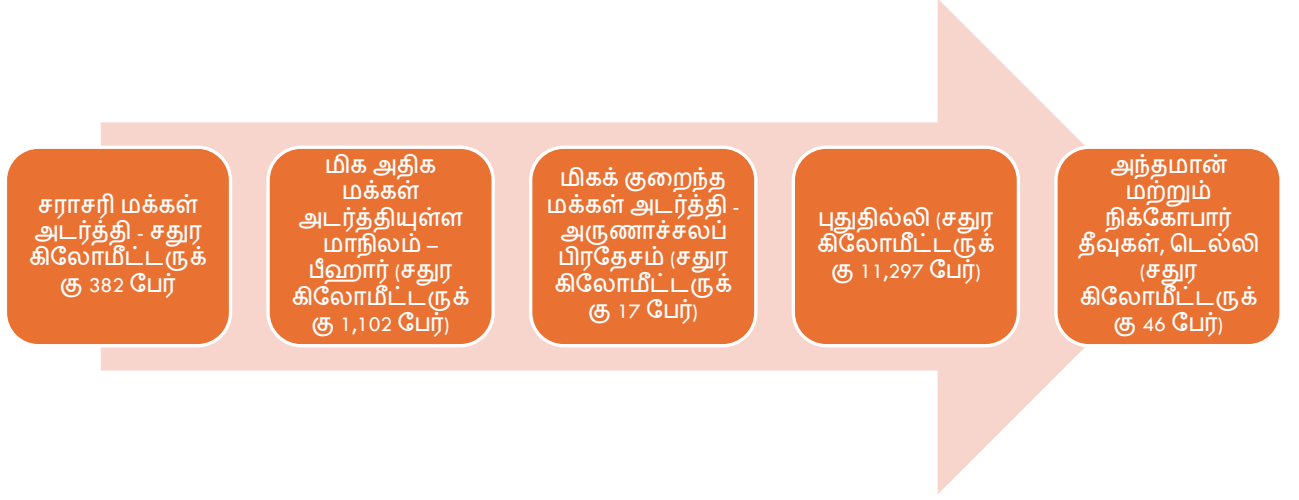 சராசரி மக்கள்
அடர்த்தி - சதுர
கிலோமீட்டருக்
கு 382 பேர்
மிக அதிக
மக்கள்
அடர்த்தியுள்ள
மாநிலம் –
பீஹார் (சதுர
கிலோமீட்டருக்
கு 1,102 பேர்)
மிகக் குறைந்த
மக்கள் அடர்த்தி -
அருணாச்சலப்
பிரதேசம் (சதுர
கிலோமீட்டருக்
கு 17 பேர்)
புதுதில்லி (சதுர
கிலோமீட்டருக்
கு 11,297 பேர்)
அந்தமான்
மற்றும்
நிக்கோபார்
தீவுகள், டெல்லி
(சதுர
கிலோமீட்டருக்
கு 46 பேர்)